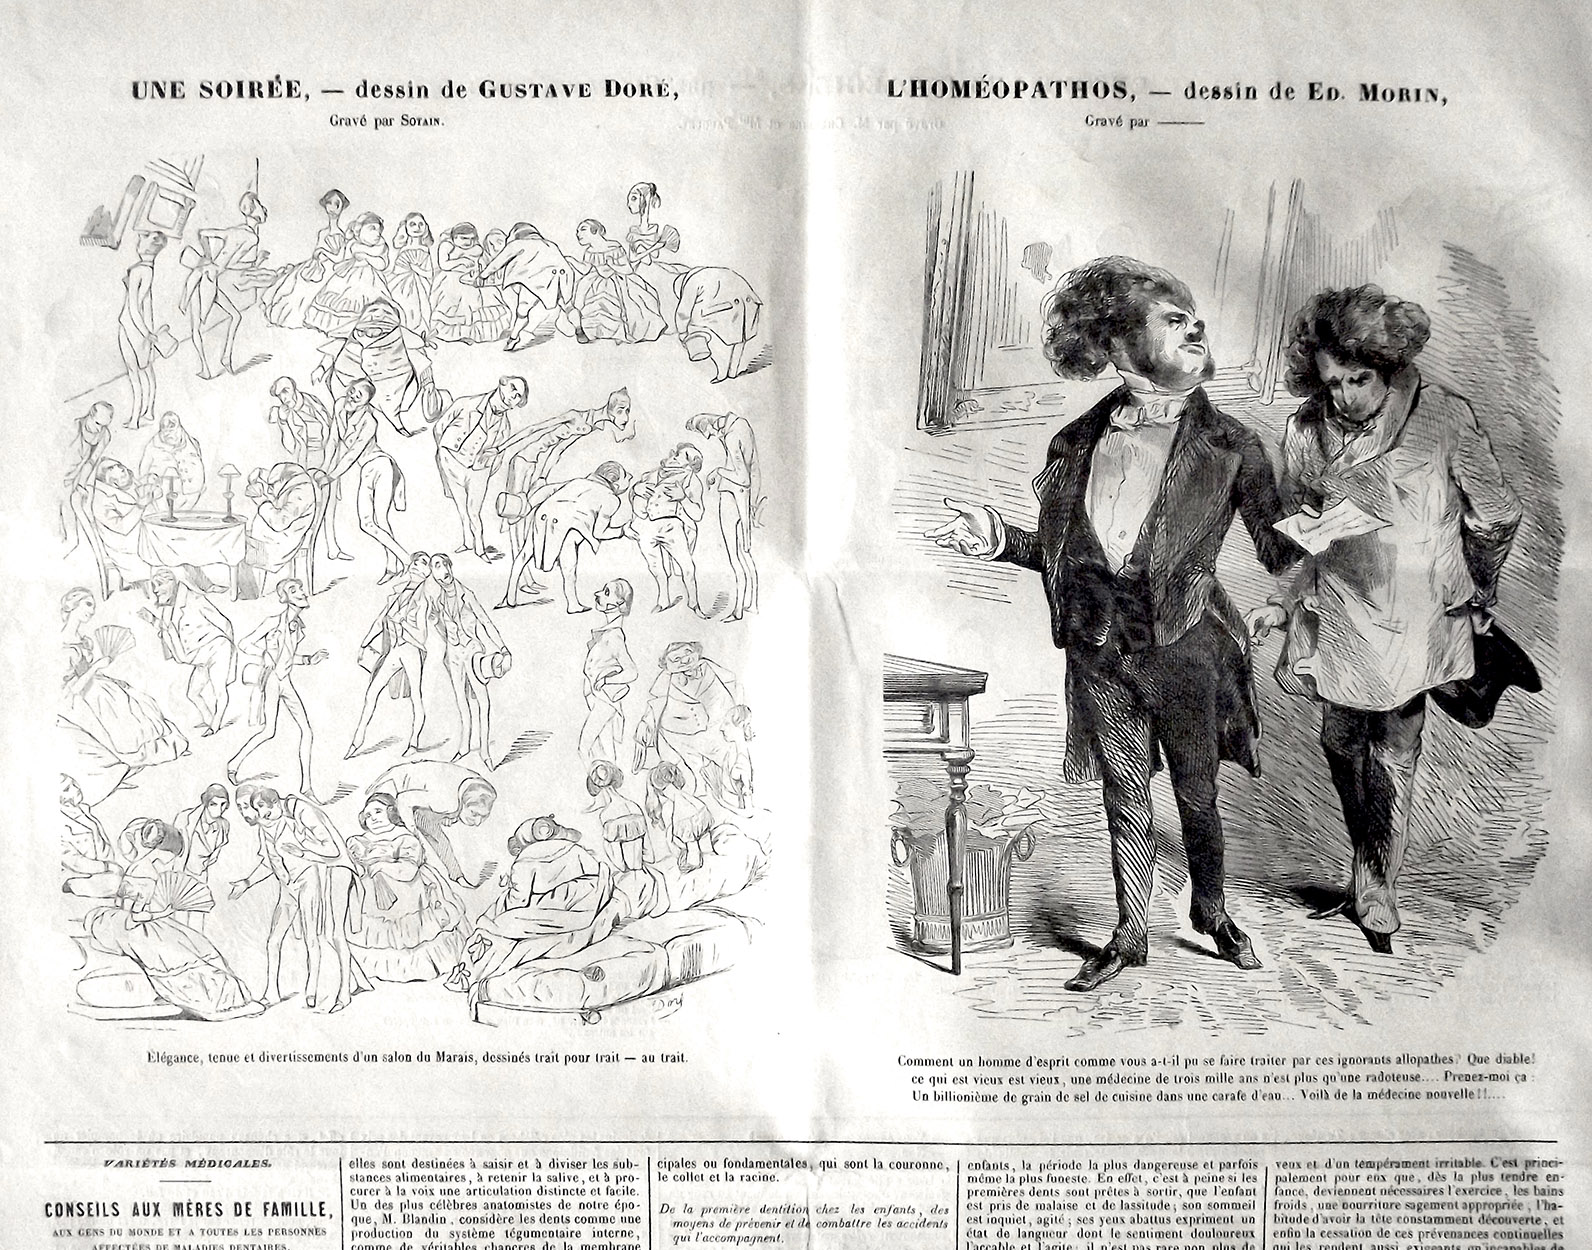 UNE SOIRÉE, — dessin de GUSTAVE DORÉ,
Gravé par SOTAIN.
Doré
Elégance, tenue et divertissements d'un salon du Marais, dessinés trait pour trait — au trait.
L'HOMÉOPATHOS, — dessin de ED. MORIN,
Gravé par ———
Comment un homme d'esprit comme vous a-t-il pu se faire traiter par ces ignorants allopathes? Que diable!
ce qui est vieux est vieux, une médecine de trois mille ans n'est plus qu'une radoteuse.... Prenez-moi ça :
Un billionième de grain de sel de cuisine dans une carafe d'eau... Voilà de la médecine nouvelle!!....
VARIÉTÉS MÉDICALES.
CONSEILS AUX MÈRES DE FAMILLE,
AUX GENS DU MONDE ET A TOUTES LES PERSONNES
AFFECTÉES DE MALADIES DENTAIRES.
elles sont destinées à saisir et à diviser les sub-
stances alimentaires, à retenir la salive, et à pro-
curer à la voix une articulation distincte et facile.
Un des plus célèbres anatomistes de notre épo-
que, M. Blandin, considère les dents comme une
production du système tégumentaire interne,
comme de véritables chancres de la membrane
cipales ou fondamentales, qui sont la couronne,
le collet et la racine.
De la première dentition chez les enfants, des
moyens de prévenir et de combattre les accidents
qui l'accompagnent.
enfants, la période la plus dangereuse et parfois
même la plus funeste. En effet, c'est à peine si les
premières dents sont prêtes à sortir, que l'enfant
est pris de malaise et de lassitude; son sommeil
est inquiet, agité; ses yeux abattus expriment un
état de langueur dont le sentiment douloureux
l'accable et l'agite; il n'est pas rare non plus de
veux et d'un tempérament irritable. C'est princi-
palement pour eux que, dès la plus tendre en-
fance, deviennent nécessaires l'exercice, les bains
froids, une nourriture sagement appropriée, l'ha-
bitude d'avoir la tête constamment découverte, et
enfin la cessation de ces prévenances continuelles
qui les rendent aussi exigeants